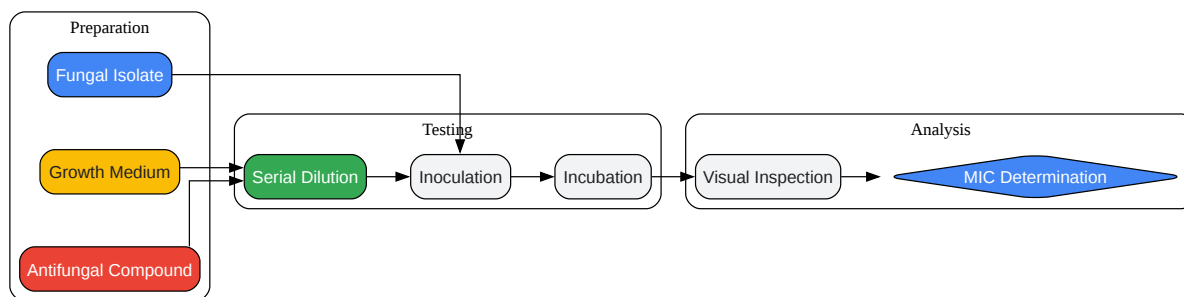 Preparation
Fungal Isolate
Growth Medium
Antifungal Compound
Testing
Serial Dilution
Inoculation
Incubation
Analysis
Visual Inspection
MIC Determination